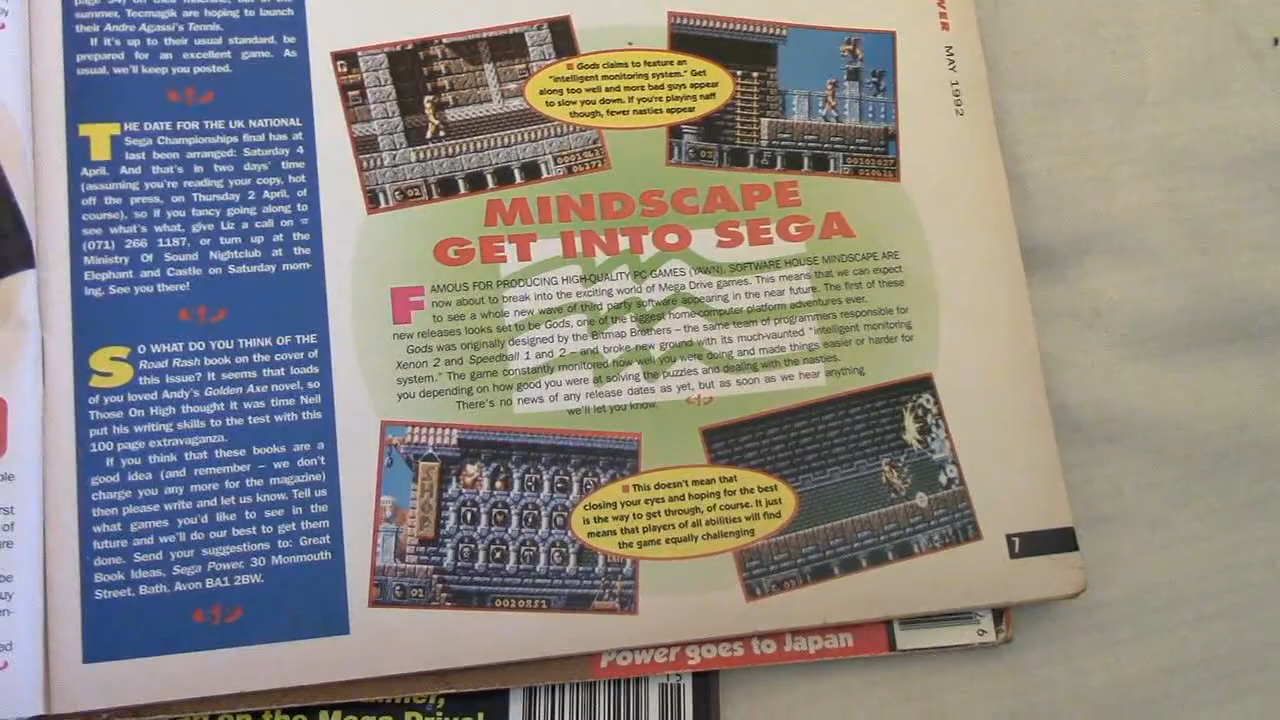 summer, Tecmagik are hoping to launch
their Andre Agassi's Tennis.
If it's up to their usual standard, be
prepared for an excellent game. As
usual, we'll keep you posted.
THE DATE FOR THE UK NATIONAL
Sega Championships final has at
last been arranged: Saturday 4
April. And that's in two days' time
(assuming you're reading your copy, hot
off the press, on Thursday 2 April, of
course), so if you fancy going along to
see what's what, give Liz a call on ☏
(071) 266 1187, or turn up at the
Ministry Of Sound Nightclub at the
Elephant and Castle on Saturday morn-
ing. See you there!
SO WHAT DO YOU THINK OF THE
Road Rash book on the cover of
this issue? It seems that loads
of you loved Andy's Golden Axe novel, so
Those On High thought it was time Neil
put his writing skills to the test with this
100 page extravaganza.
If you think that these books are a
good idea (and remember – we don't
charge you any more for the magazine)
then please write and let us know. Tell us
what games you'd like to see in the
future and we'll do our best to get them
done. Send your suggestions to: Great
Book Ideas, Sega Power, 30 Monmouth
Street, Bath, Avon BA1 2BW.
Gods claims to feature an
"intelligent monitoring system." Get
along too well and more bad guys appear
to slow you down. If you're playing naff
though, fewer nasties appear
MINDSCAPE
GET INTO SEGA
FAMOUS FOR PRODUCING HIGH-QUALITY PC GAMES (YAWN), SOFTWARE HOUSE MINDSCAPE ARE
now about to break into the exciting world of Mega Drive games. This means that we can expect
to see a whole new wave of third party software appearing in the near future. The first of these
new releases looks set to be Gods, one of the biggest home-computer platform adventures ever.
Gods was originally designed by the Bitmap Brothers – the same team of programmers responsible for
Xenon 2 and Speedball 1 and 2 – and broke new ground with its much-vaunted "intelligent monitoring
system." The game constantly monitored how well you were doing and made things easier or harder for
you depending on how good you were at solving the puzzles and dealing with the nasties.
There's no news of any release dates as yet, but as soon as we hear anything
we'll let you know.
SHOP
01
0020851
This doesn't mean that
closing your eyes and hoping for the best
is the way to get through, of course. It just
means that players of all abilities will find
the game equally challenging
MAY 1992
7
Power goes to Japan
on the Mega Drive!